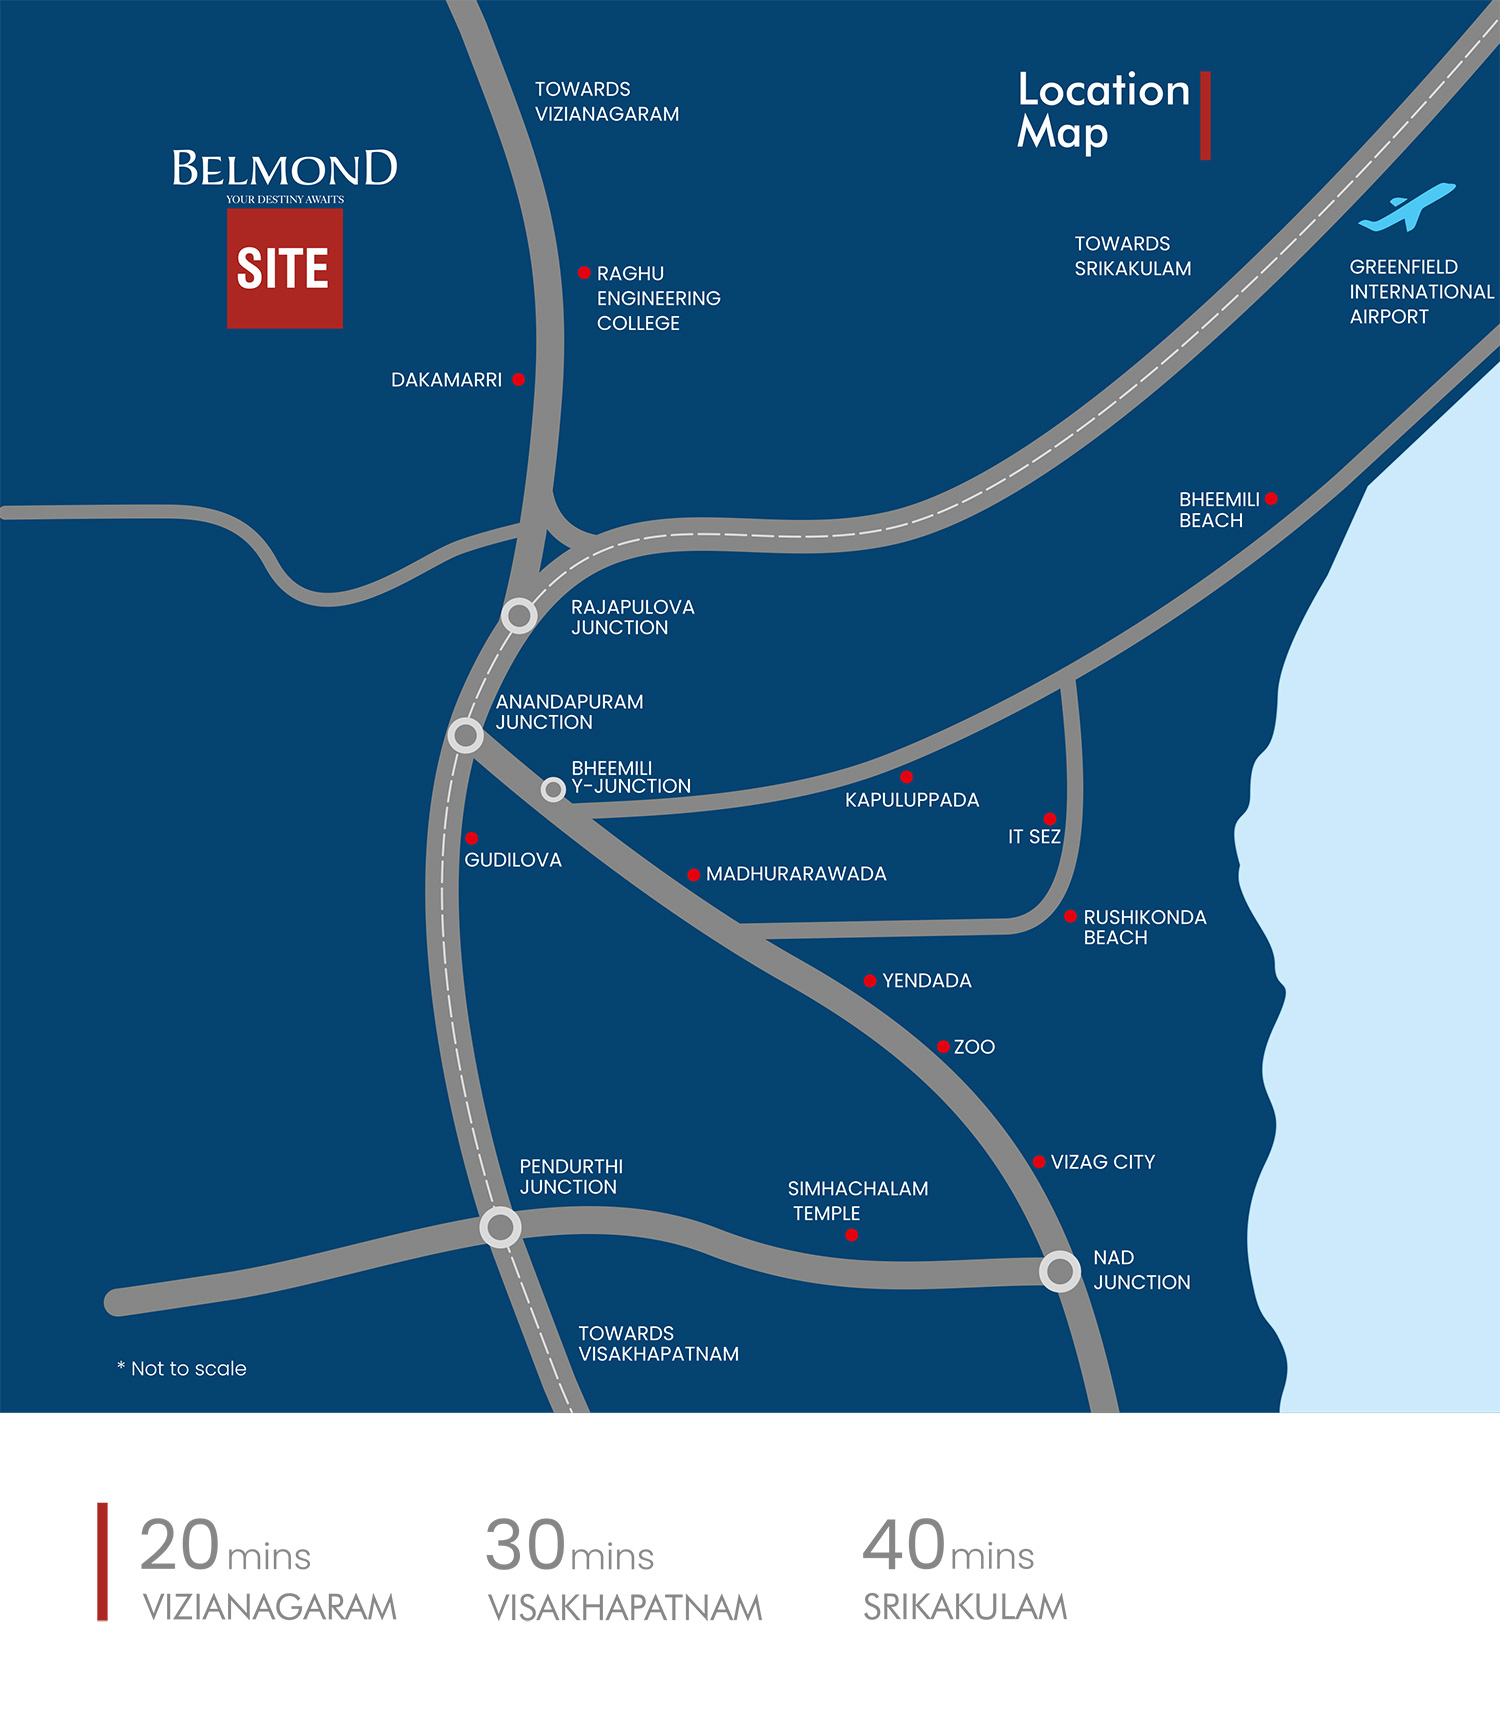 TOWARDS
VIZIANAGARAM
Location
Map
BELMOND
YOUR DESTINY AWAITS
SITE
TOWARDS
SRIKAKULAM
GREENFIELD
INTERNATIONAL
AIRPORT
RAGHU
ENGINEERING
COLLEGE
DAKAMARRI
BHEEMILI
BEACH
RAJAPULOVA
JUNCTION
ANANDAPURAM
JUNCTION
BHEEMILI
Y-JUNCTION
KAPULUPPADA
IT SEZ
GUDILOVA
MADHURARAWADA
RUSHIKONDA
BEACH
YENDADA
ZOO
VIZAG CITY
PENDURTHI
JUNCTION
SIMHACHALAM
TEMPLE
NAD
JUNCTION
TOWARDS
VISAKHAPATNAM
* Not to scale
20 mins
VIZIANAGARAM
30 mins
VISAKHAPATNAM
40 mins
SRIKAKULAM